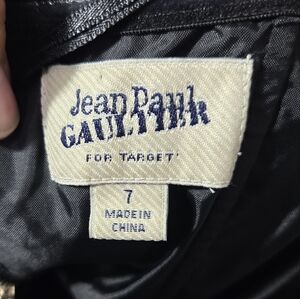 Jean Paul
GAULTIER
FOR TARGET
7
MADE IN
CHINA